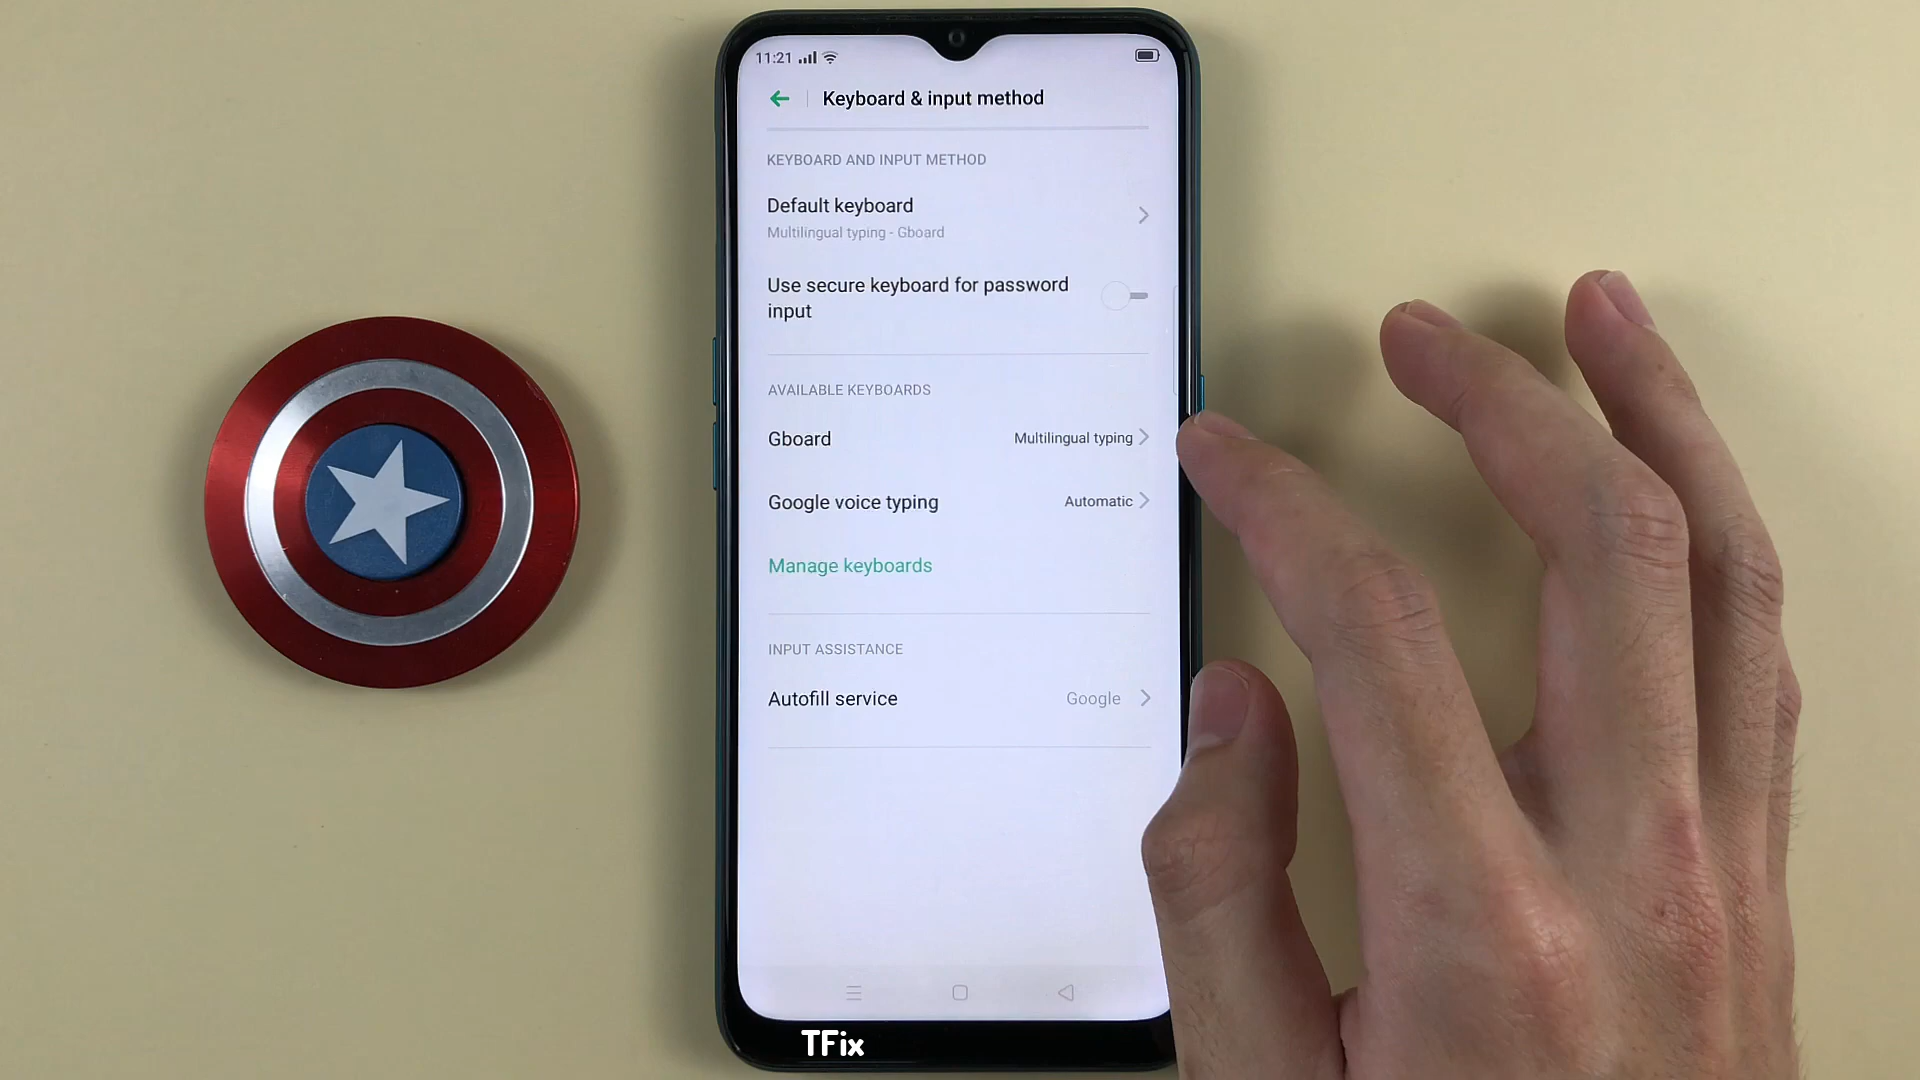 11:21
Keyboard & input method
KEYBOARD AND INPUT METHOD
Default keyboard
Multilingual typing - Gboard
Use secure keyboard for password
input
AVAILABLE KEYBOARDS
Gboard
Multilingual typing
Google voice typing
Automatic
Manage keyboards
INPUT ASSISTANCE
Autofill service
Google
TFix